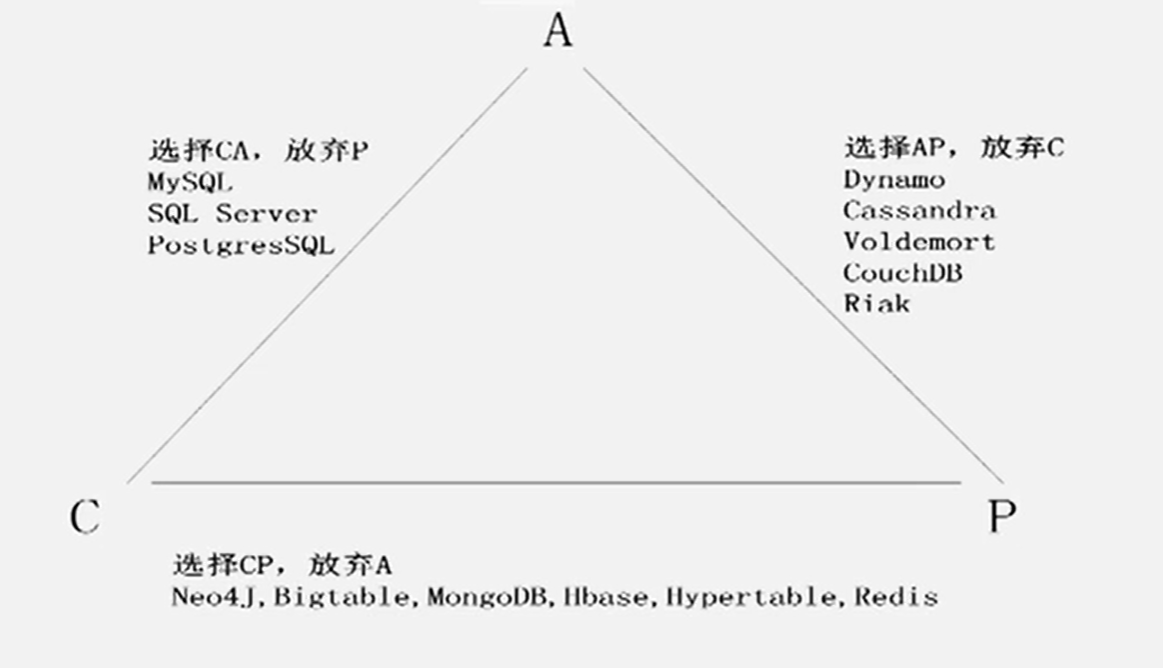 A
选择CA，放弃P
MySQL
SQL Server
PostgresSQL
选择AP，放弃C
Dynamo
Cassandra
Voldemort
CouchDB
Riak
C
P
选择CP，放弃A
Neo4J,Bigtable,MongoDB,Hbase,Hypertable,Redis